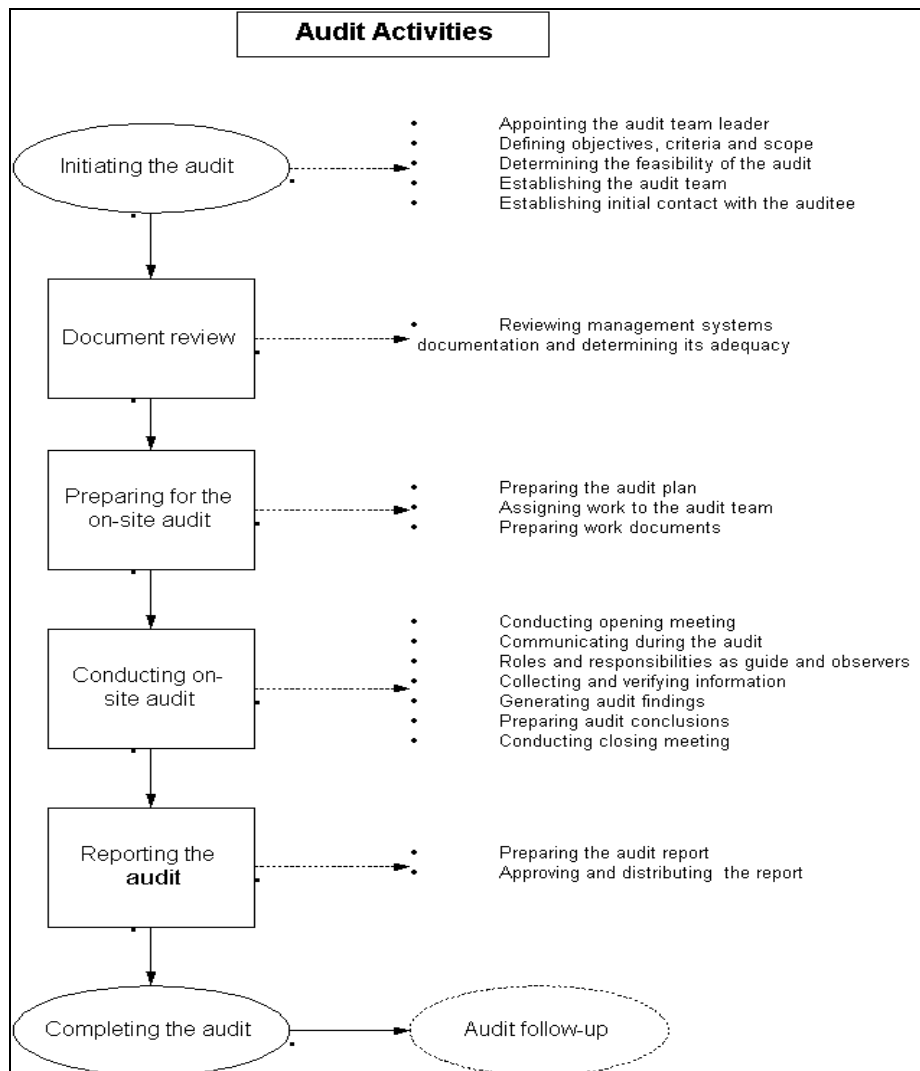 Audit Activities
Initiating the audit
• Appointing the audit team leader
• Defining objectives, criteria and scope
• Determining the feasibility of the audit
• Establishing the audit team
• Establishing initial contact with the auditee
Document review
• Reviewing management systems
documentation and determining its adequacy
Preparing for the
on-site audit
• Preparing the audit plan
• Assigning work to the audit team
• Preparing work documents
Conducting on-
site audit
• Conducting opening meeting
• Communicating during the audit
• Roles and responsibilities as guide and observers
• Collecting and verifying information
• Generating audit findings
• Preparing audit conclusions
• Conducting closing meeting
Reporting the
audit
• Preparing the audit report
• Approving and distributing the report
Completing the audit
Audit follow-up